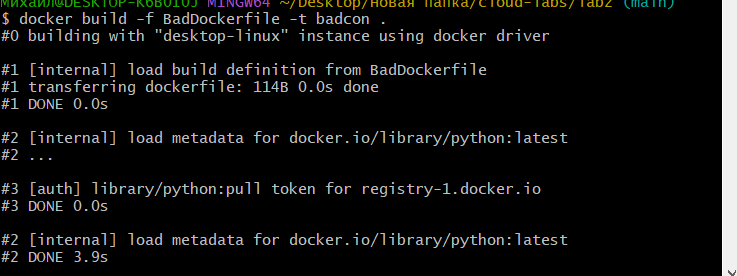 Михаил@DESKTOP-K6BUIUJ MINGW64 ~/Desktop/Новая папка/cloud-labs/lab2 (main)
$ docker build -f BadDockerfile -t badcon .
#0 building with "desktop-linux" instance using docker driver
#1 [internal] load build definition from BadDockerfile
#1 transferring dockerfile: 114B 0.0s done
#1 DONE 0.0s
#2 [internal] load metadata for docker.io/library/python:latest
#2 ...
#3 [auth] library/python:pull token for registry-1.docker.io
#3 DONE 0.0s
#2 [internal] load metadata for docker.io/library/python:latest
#2 DONE 3.9s